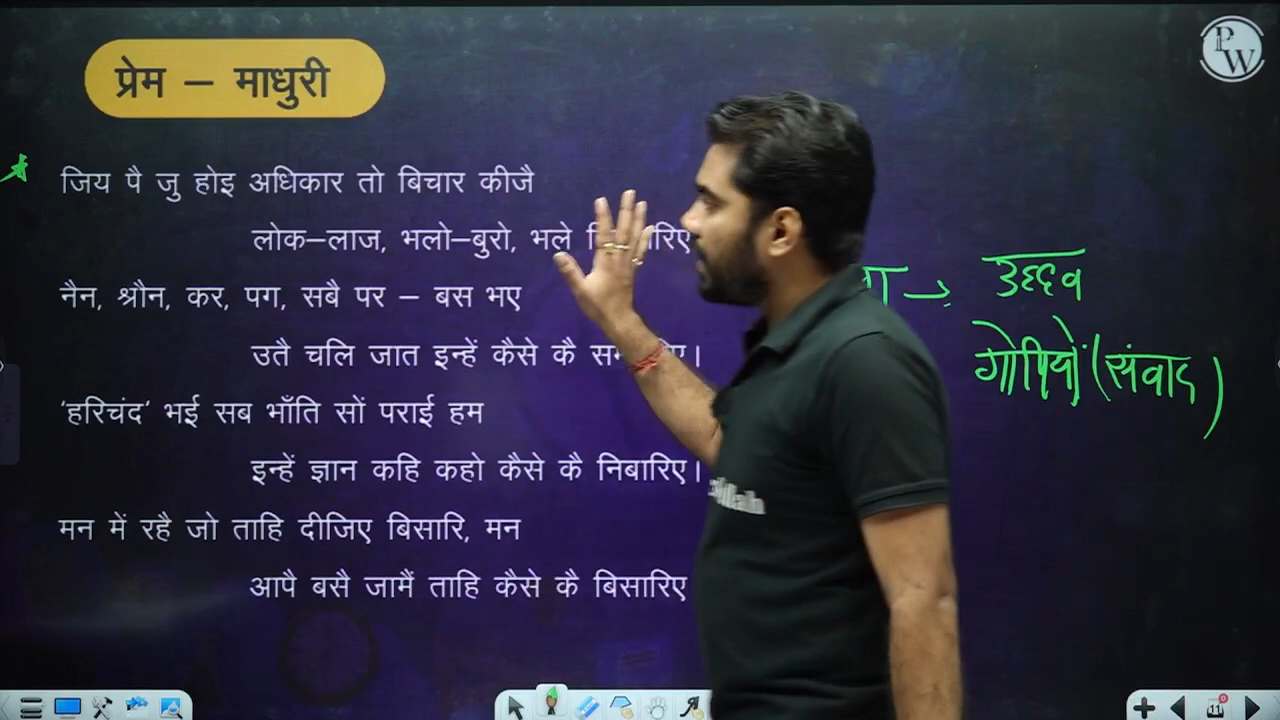 प्रेम – माधुरी
PW
जिय पै जु होइ अधिकार तो बिचार कीजै
लोक–लाज, भलो–बुरो, भले
नैन, श्रौन, कर, पग, सबै पर – बस भए
उतै चलि जात इन्हें कैसे कै
'हरिचंद' भई सब भाँति सों पराई हम
इन्हें ज्ञान कहि कहो कैसे कै निबारिए।
मन में रहै जो ताहि दीजिए बिसारि, मन
आपै बसै जामैं ताहि कैसे कै बिसारिए
→ उद्धव
गोपियों (संवाद)
11